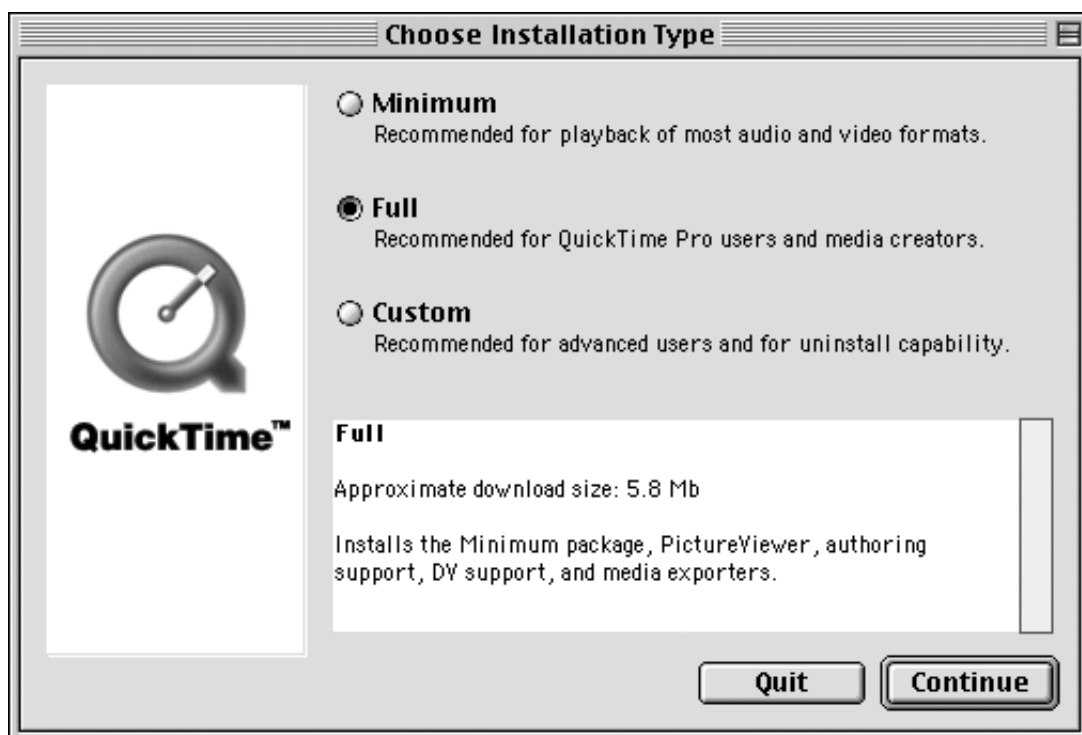 Choose Installation Type
Minimum
Recommended for playback of most audio and video formats.
Full
Recommended for QuickTime Pro users and media creators.
Custom
Recommended for advanced users and for uninstall capability.
QuickTime™
Full
Approximate download size: 5.8 Mb
Installs the Minimum package, PictureViewer, authoring
support, DV support, and media exporters.
Quit
Continue